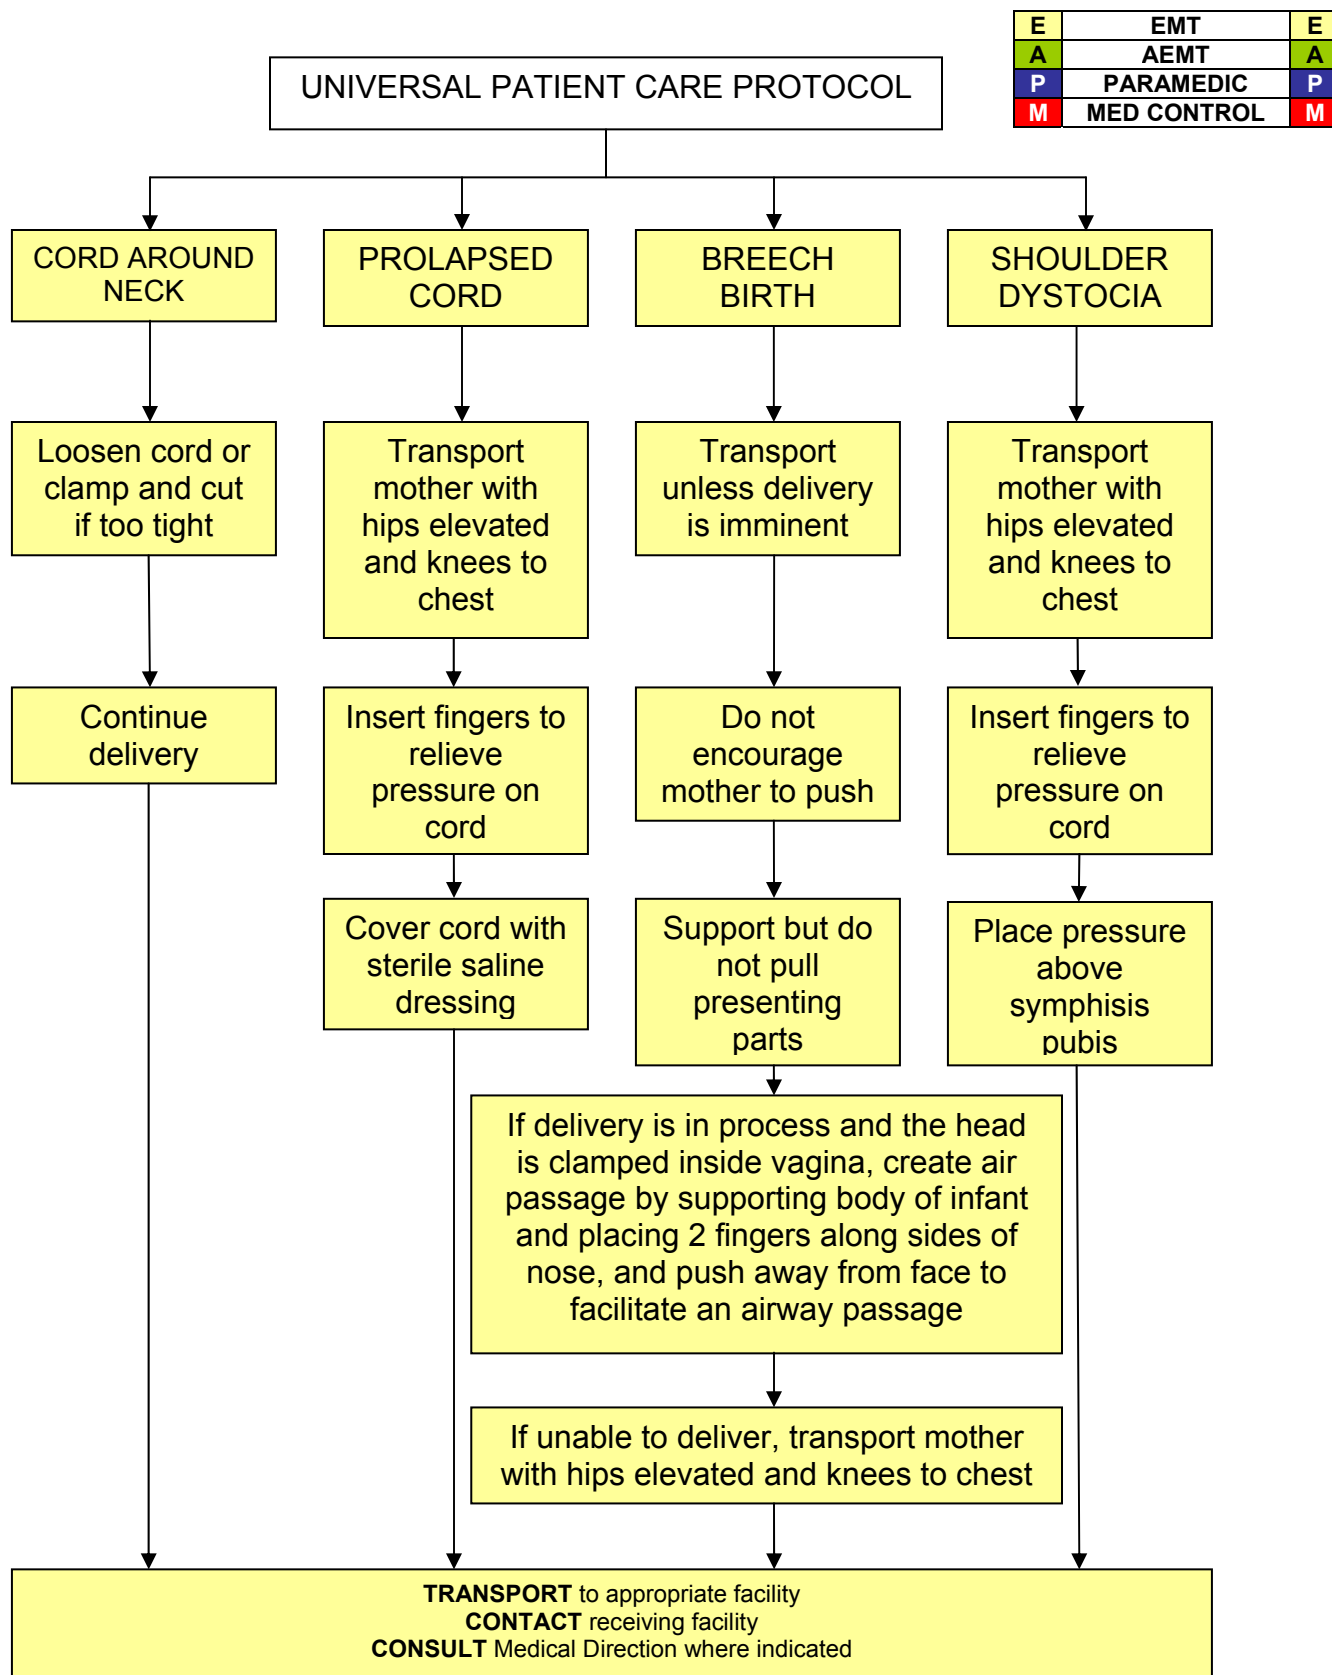 E EMT E
A AEMT A
P PARAMEDIC P
M MED CONTROL M
UNIVERSAL PATIENT CARE PROTOCOL
CORD AROUND
NECK
Loosen cord or
clamp and cut
if too tight
Continue
delivery
PROLAPSED
CORD
Transport
mother with
hips elevated
and knees to
chest
Insert fingers to
relieve
pressure on
cord
Cover cord with
sterile saline
dressing
BREECH
BIRTH
Transport
unless delivery
is imminent
Do not
encourage
mother to push
Support but do
not pull
presenting
parts
If delivery is in process and the head
is clamped inside vagina, create air
passage by supporting body of infant
and placing 2 fingers along sides of
nose, and push away from face to
facilitate an airway passage
If unable to deliver, transport mother
with hips elevated and knees to chest
SHOULDER
DYSTOCIA
Transport
mother with
hips elevated
and knees to
chest
Insert fingers to
relieve
pressure on
cord
Place pressure
above
symphisis
pubis
TRANSPORT to appropriate facility
CONTACT receiving facility
CONSULT Medical Direction where indicated